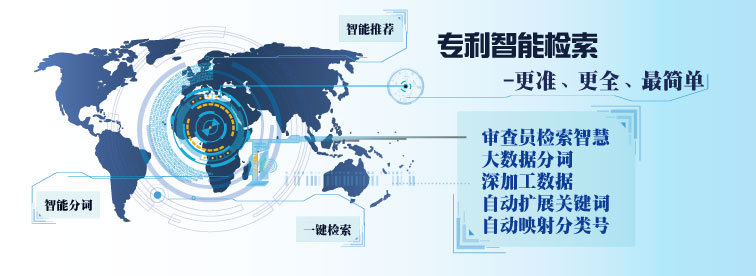 智能推荐
专利智能检索
-更准、更全、最简单
审查员检索智慧
大数据分词
深加工数据
自动扩展关键词
自动映射分类号
智能分词
一键检索